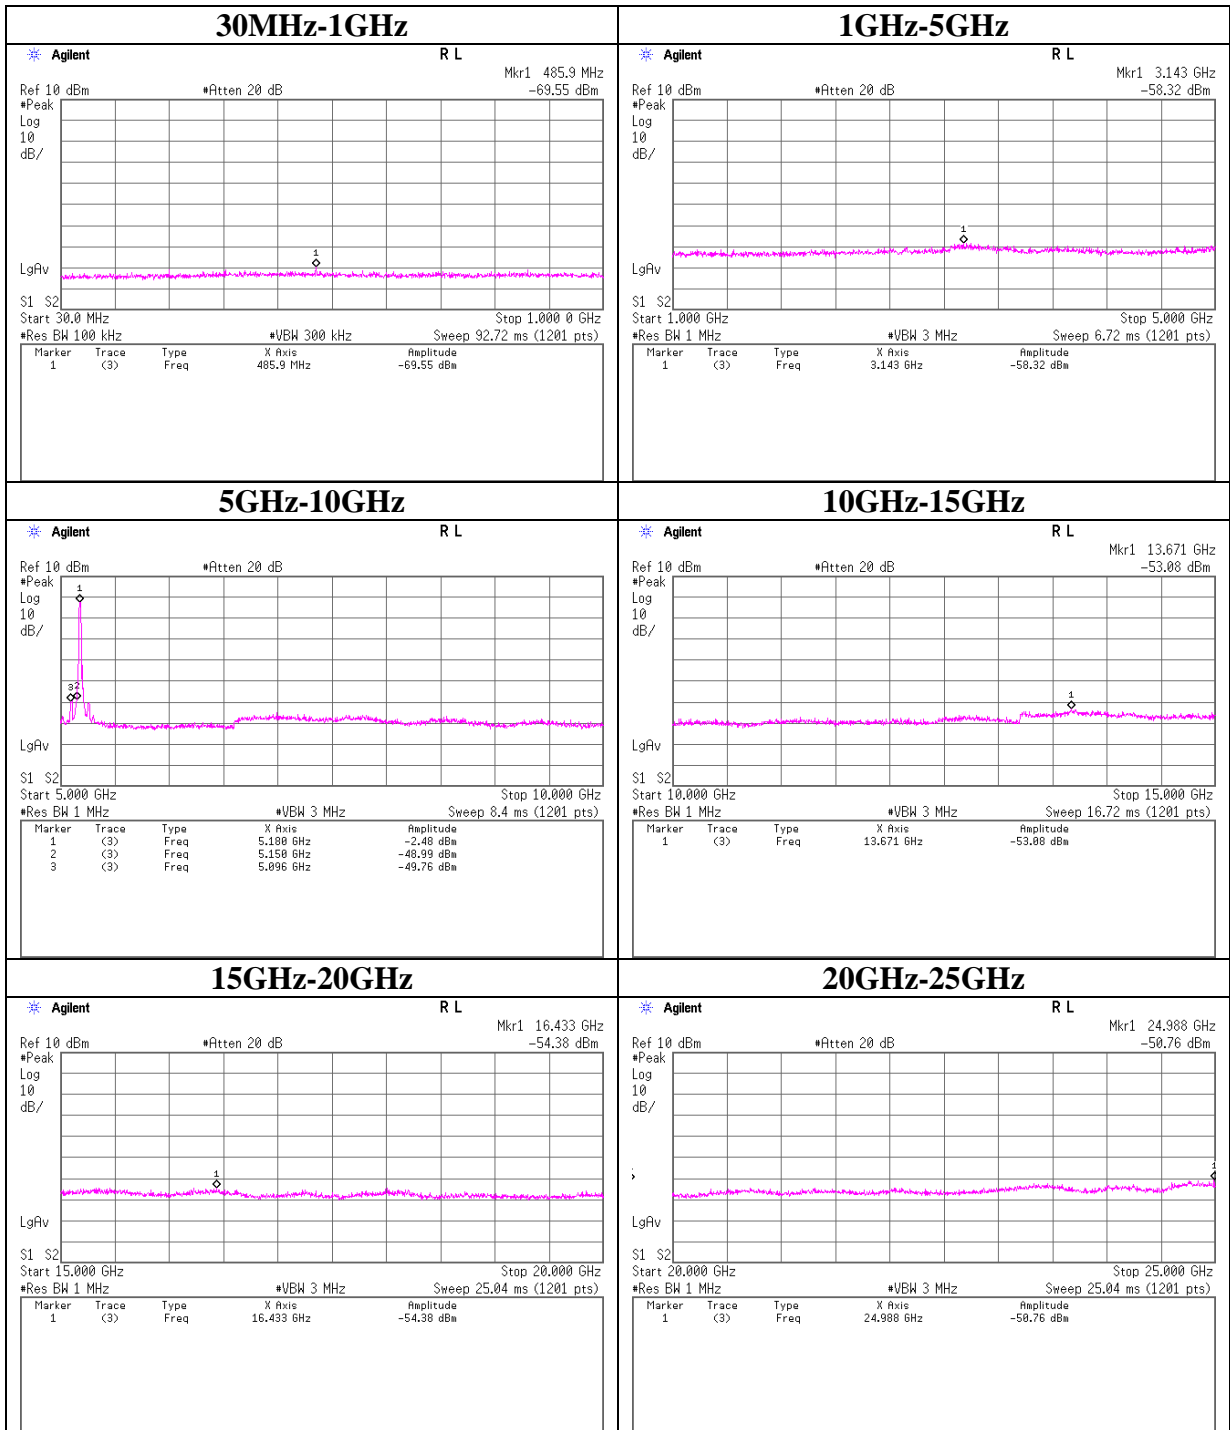 30MHz-1GHz
Agilent R L
Mkr1 485.9 MHz
Ref 10 dBm #Atten 20 dB -69.55 dBm
#Peak
Log
10
dB/
1
LgAv
S1 S2
Start 30.0 MHz Stop 1.000 0 GHz
#Res BW 100 kHz #VBW 300 kHz Sweep 92.72 ms (1201 pts)
Marker Trace Type X Axis Amplitude
1 (3) Freq 485.9 MHz -69.55 dBm
1GHz-5GHz
Agilent R L
Mkr1 3.143 GHz
Ref 10 dBm #Atten 20 dB -58.32 dBm
#Peak
Log
10
dB/
1
LgAv
S1 S2
Start 1.000 GHz Stop 5.000 GHz
#Res BW 1 MHz #VBW 3 MHz Sweep 6.72 ms (1201 pts)
Marker Trace Type X Axis Amplitude
1 (3) Freq 3.143 GHz -58.32 dBm
5GHz-10GHz
Agilent R L
Ref 10 dBm #Atten 20 dB
#Peak
1
Log
10
dB/
3 2
LgAv
S1 S2
Start 5.000 GHz Stop 10.000 GHz
#Res BW 1 MHz #VBW 3 MHz Sweep 8.4 ms (1201 pts)
Marker Trace Type X Axis Amplitude
1 (3) Freq 5.180 GHz -2.48 dBm
2 (3) Freq 5.150 GHz -48.99 dBm
3 (3) Freq 5.096 GHz -49.76 dBm
10GHz-15GHz
Agilent R L
Mkr1 13.671 GHz
Ref 10 dBm #Atten 20 dB -53.08 dBm
#Peak
Log
10
dB/
1
LgAv
S1 S2
Start 10.000 GHz Stop 15.000 GHz
#Res BW 1 MHz #VBW 3 MHz Sweep 16.72 ms (1201 pts)
Marker Trace Type X Axis Amplitude
1 (3) Freq 13.671 GHz -53.08 dBm
15GHz-20GHz
Agilent R L
Mkr1 16.433 GHz
Ref 10 dBm #Atten 20 dB -54.38 dBm
#Peak
Log
10
dB/
1
LgAv
S1 S2
Start 15.000 GHz Stop 20.000 GHz
#Res BW 1 MHz #VBW 3 MHz Sweep 25.04 ms (1201 pts)
Marker Trace Type X Axis Amplitude
1 (3) Freq 16.433 GHz -54.38 dBm
20GHz-25GHz
Agilent R L
Mkr1 24.988 GHz
Ref 10 dBm #Atten 20 dB -50.76 dBm
#Peak
Log
10
dB/
1
LgAv
S1 S2
Start 20.000 GHz Stop 25.000 GHz
#Res BW 1 MHz #VBW 3 MHz Sweep 25.04 ms (1201 pts)
Marker Trace Type X Axis Amplitude
1 (3) Freq 24.988 GHz -50.76 dBm